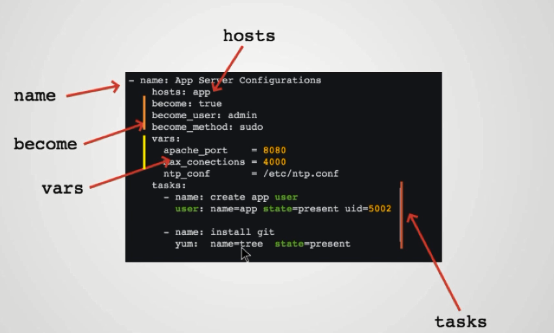 hosts
name
become
vars
- name: App Server Configurations
hosts: app
become: true
become_user: admin
become_method: sudo
vars:
apache_port = 8080
max_conections = 4000
ntp_conf = /etc/ntp.conf
tasks:
- name: create app user
user: name=app state=present uid=5002
- name: install git
yum: name=tree state=present
tasks